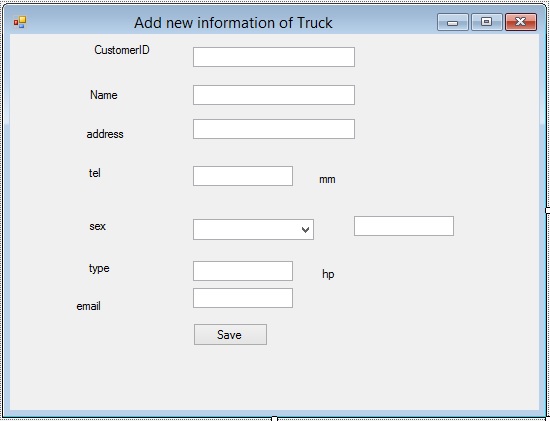 Add new information of Truck
CustomerID
Name
address
tel
mm
sex
type
hp
email
Save